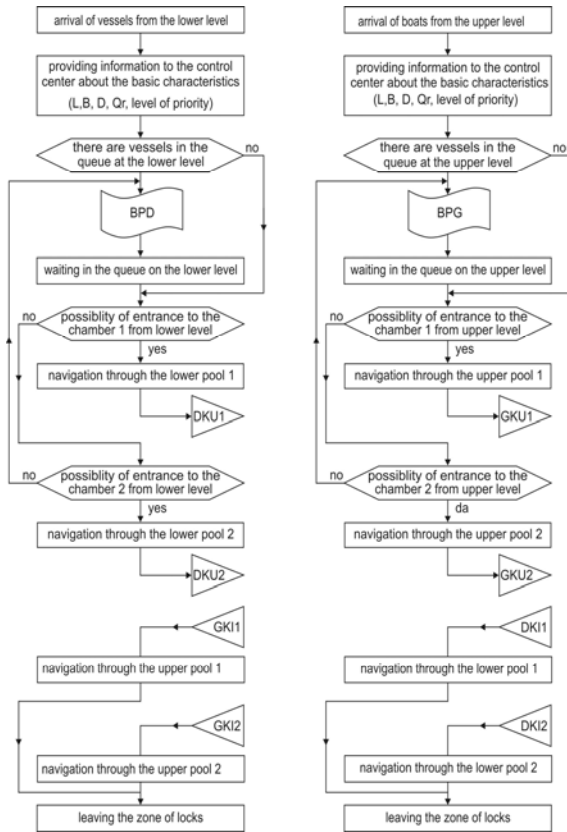 arrival of vessels from the lower level
providing information to the control
center about the basic characteristics
(L,B, D, Qr, level of priority)
there are vessels in the
queue at the lower level
no
BPD
waiting in the queue on the lower level
no
possiblity of entrance to the
chamber 1 from lower level
yes
navigation through the lower pool 1
DKU1
no
possiblity of entrance to the
chamber 2 from lower level
yes
navigation through the lower pool 2
DKU2
GKI1
navigation through the upper pool 1
GKI2
navigation through the upper pool 2
leaving the zone of locks
arrival of boats from the upper level
providing information to the control
center about the basic characteristics
(L,B, D, Qr, level of priority)
there are vessels in the
queue at the upper level
no
BPG
waiting in the queue on the upper level
no
possiblity of entrance to the
chamber 1 from upper level
yes
navigation through the upper pool 1
GKU1
no
possiblity of entrance to the
chamber 2 from upper level
da
navigation through the upper pool 2
GKU2
DKI1
navigation through the lower pool 1
DKI2
navigation through the lower pool 2
leaving the zone of locks